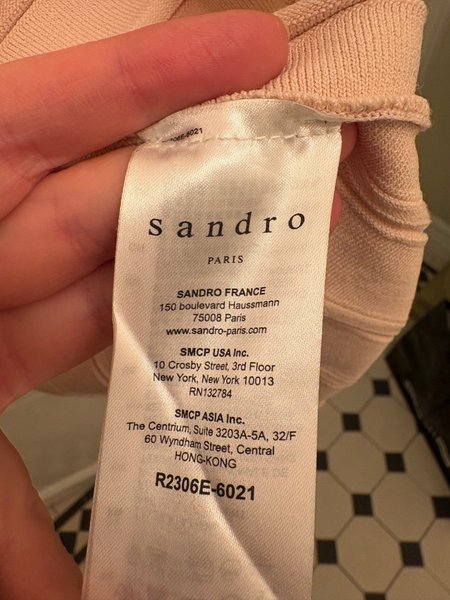 06E-6021
sandro
PARIS
SANDRO FRANCE
150 boulevard Haussmann
75008 Paris
www.sandro-paris.com
SMCP USA Inc.
10 Crosby Street, 3rd Floor
New York, New York 10013
RN132784
SMCP ASIA Inc.
The Centrium, Suite 3203A-5A, 32/F
60 Wyndham Street, Central
HONG-KONG
R2306E-6021